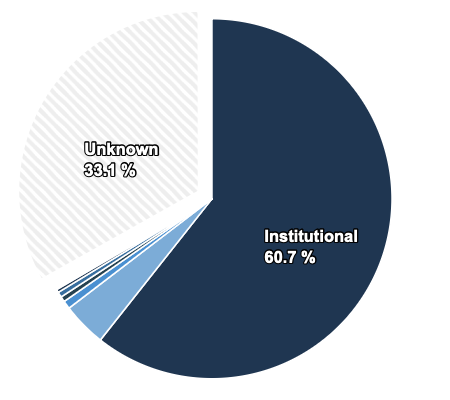 Unknown
33.1 %
Institutional
60.7 %